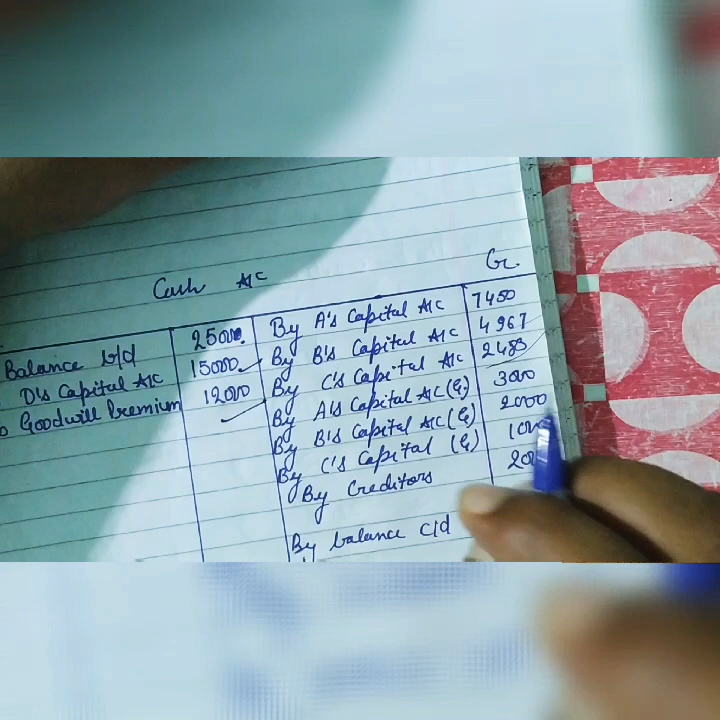 Cash A/C
Cr.
Balance b/d 25000. By A's Capital A/C 7450
D's Capital A/C 15000 By B's Capital A/C 4967
o Goodwill Premium 12000 By C's Capital A/C 2483
By A's Capital A/C (G) 3000
By B's Capital A/C (G) 2000
By C's Capital (G)
By Creditors
By balance c/d